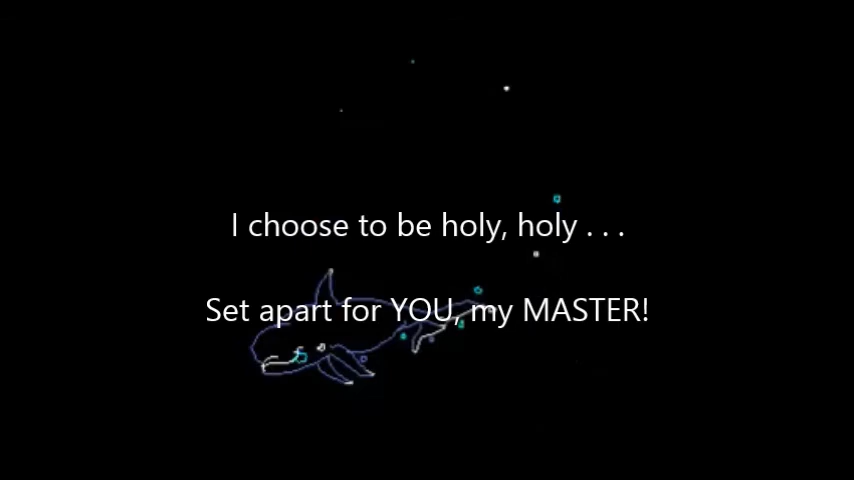 I choose to be holy, holy . . .
Set apart for YOU, my MASTER!